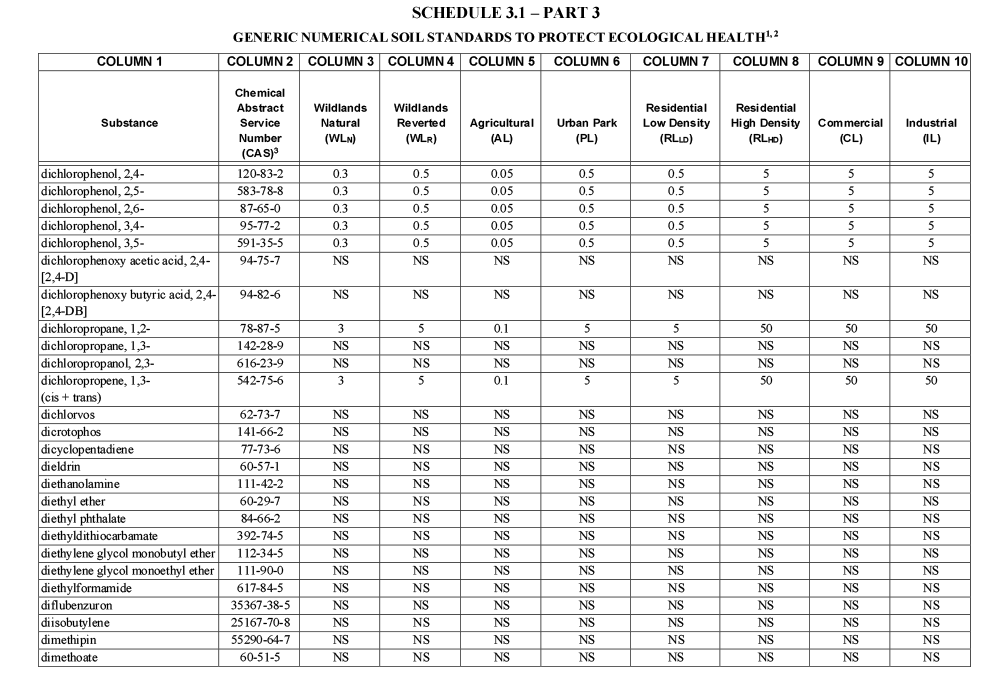 SCHEDULE 3.1 – PART 3
GENERIC NUMERICAL SOIL STANDARDS TO PROTECT ECOLOGICAL HEALTH1, 2
COLUMN 1 COLUMN 2 COLUMN 3 COLUMN 4 COLUMN 5 COLUMN 6 COLUMN 7 COLUMN 8 COLUMN 9 COLUMN 10
Substance Chemical Abstract Service Number (CAS)3 Wildlands Natural (WLN) Wildlands Reverted (WLR) Agricultural (AL) Urban Park (PL) Residential Low Density (RLLD) Residential High Density (RLHD) Commercial (CL) Industrial (IL)
dichlorophenol, 2,4- 120-83-2 0.3 0.5 0.05 0.5 0.5 5 5 5
dichlorophenol, 2,5- 583-78-8 0.3 0.5 0.05 0.5 0.5 5 5 5
dichlorophenol, 2,6- 87-65-0 0.3 0.5 0.05 0.5 0.5 5 5 5
dichlorophenol, 3,4- 95-77-2 0.3 0.5 0.05 0.5 0.5 5 5 5
dichlorophenol, 3,5- 591-35-5 0.3 0.5 0.05 0.5 0.5 5 5 5
dichlorophenoxy acetic acid, 2,4- 94-75-7 NS NS NS NS NS NS NS NS
[2,4-D]
dichlorophenoxy butyric acid, 2,4- 94-82-6 NS NS NS NS NS NS NS NS
[2,4-DB]
dichloropropane, 1,2- 78-87-5 3 5 0.1 5 5 50 50 50
dichloropropane, 1,3- 142-28-9 NS NS NS NS NS NS NS NS
dichloropropanol, 2,3- 616-23-9 NS NS NS NS NS NS NS NS
dichloropropene, 1,3- 542-75-6 3 5 0.1 5 5 50 50 50
(cis + trans)
dichlorvos 62-73-7 NS NS NS NS NS NS NS NS
dicrotophos 141-66-2 NS NS NS NS NS NS NS NS
dicyclopentadiene 77-73-6 NS NS NS NS NS NS NS NS
dieldrin 60-57-1 NS NS NS NS NS NS NS NS
diethanolamine 111-42-2 NS NS NS NS NS NS NS NS
diethyl ether 60-29-7 NS NS NS NS NS NS NS NS
diethyl phthalate 84-66-2 NS NS NS NS NS NS NS NS
diethyldithiocarbamate 392-74-5 NS NS NS NS NS NS NS NS
diethylene glycol monobutyl ether 112-34-5 NS NS NS NS NS NS NS NS
diethylene glycol monoethyl ether 111-90-0 NS NS NS NS NS NS NS NS
diethylformamide 617-84-5 NS NS NS NS NS NS NS NS
diflubenzuron 35367-38-5 NS NS NS NS NS NS NS NS
diisobutylene 25167-70-8 NS NS NS NS NS NS NS NS
dimethipin 55290-64-7 NS NS NS NS NS NS NS NS
dimethoate 60-51-5 NS NS NS NS NS NS NS NS